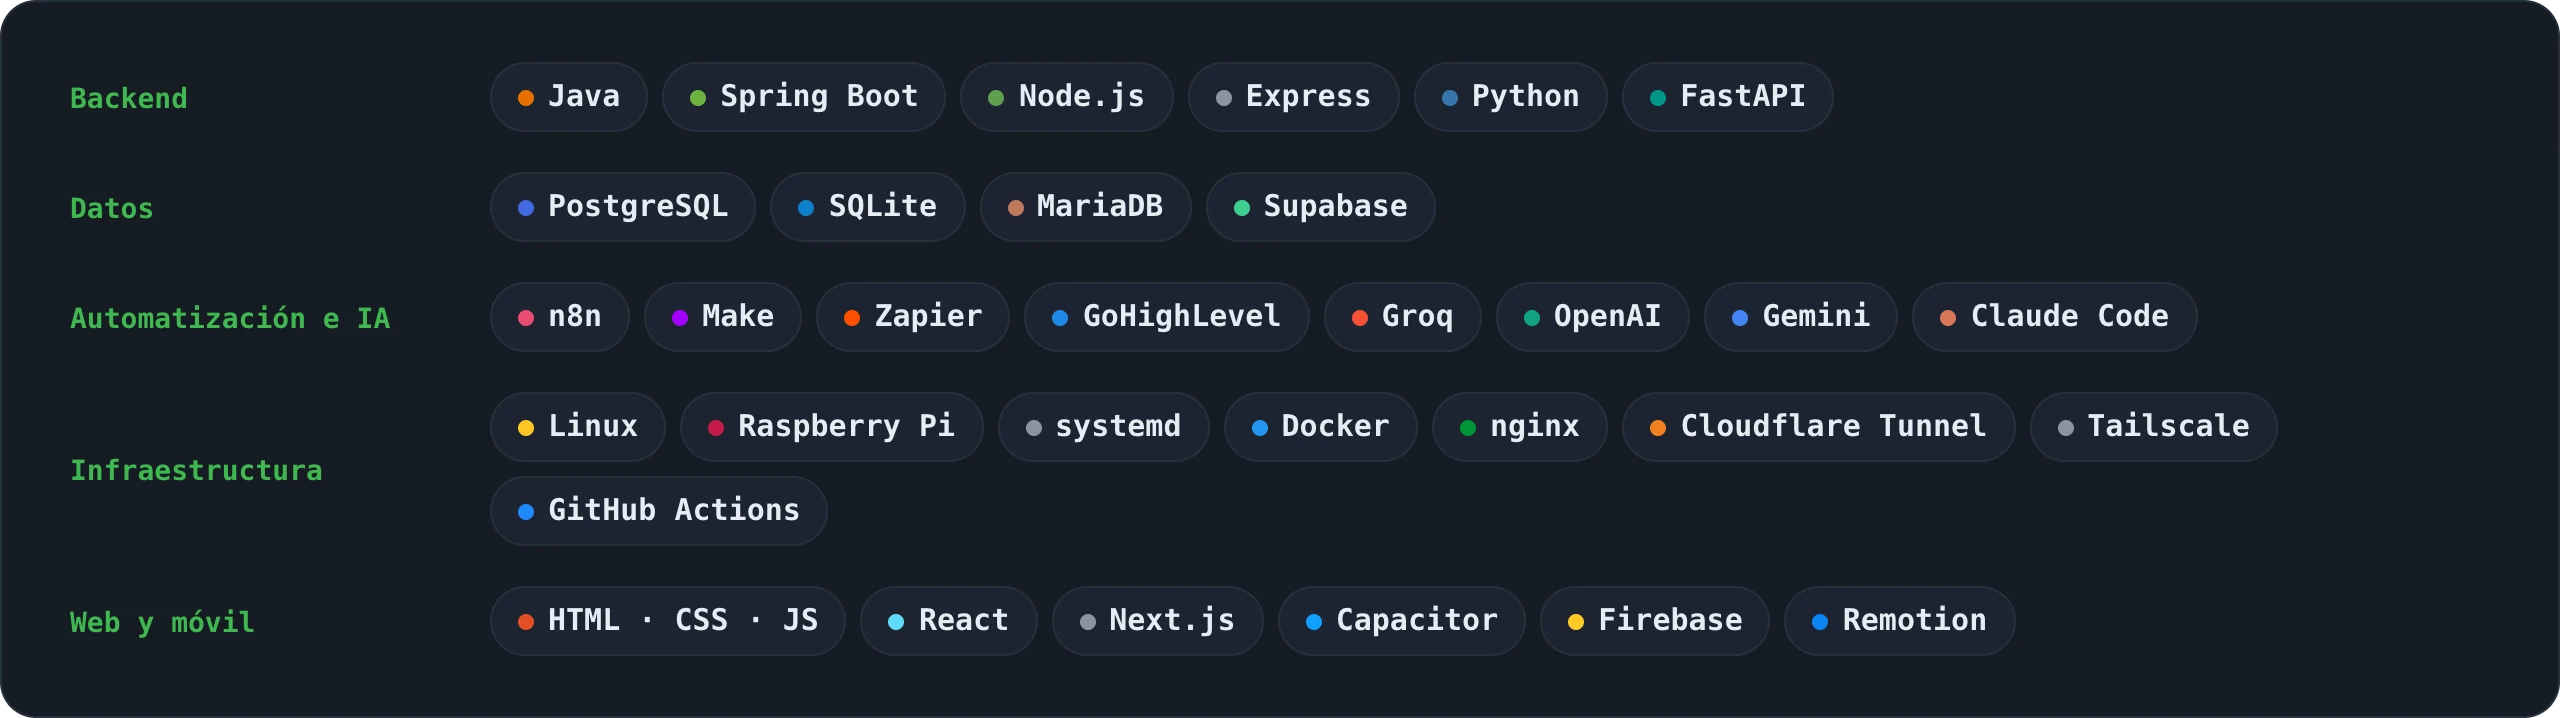 Backend Java Spring Boot Node.js Express Python FastAPI
Datos PostgreSQL SQLite MariaDB Supabase
Automatización e IA n8n Make Zapier GoHighLevel Groq OpenAI Gemini Claude Code
Infraestructura Linux Raspberry Pi systemd Docker nginx Cloudflare Tunnel Tailscale
GitHub Actions
Web y móvil HTML · CSS · JS React Next.js Capacitor Firebase Remotion